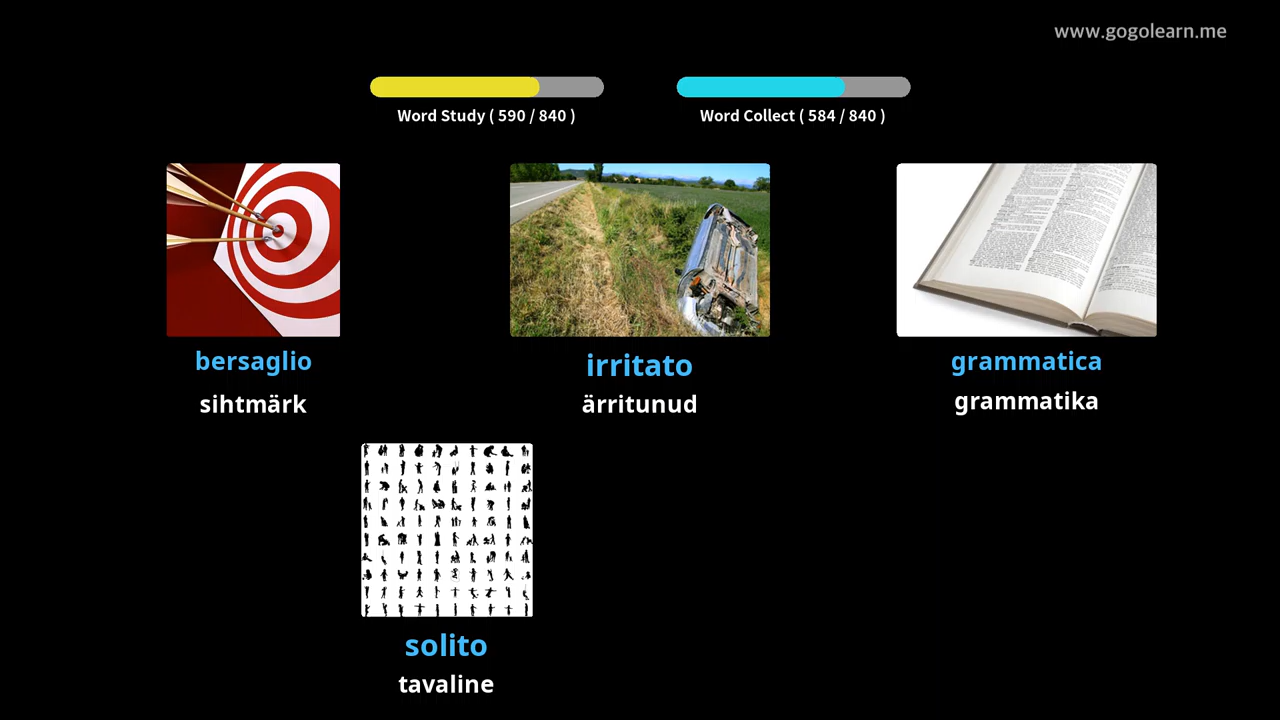 www.gogolearn.me
Word Study ( 590 / 840 )
Word Collect ( 584 / 840 )
bersaglio
sihtmärk
irritato
ärritunud
grammatica
grammatika
solito
tavaline